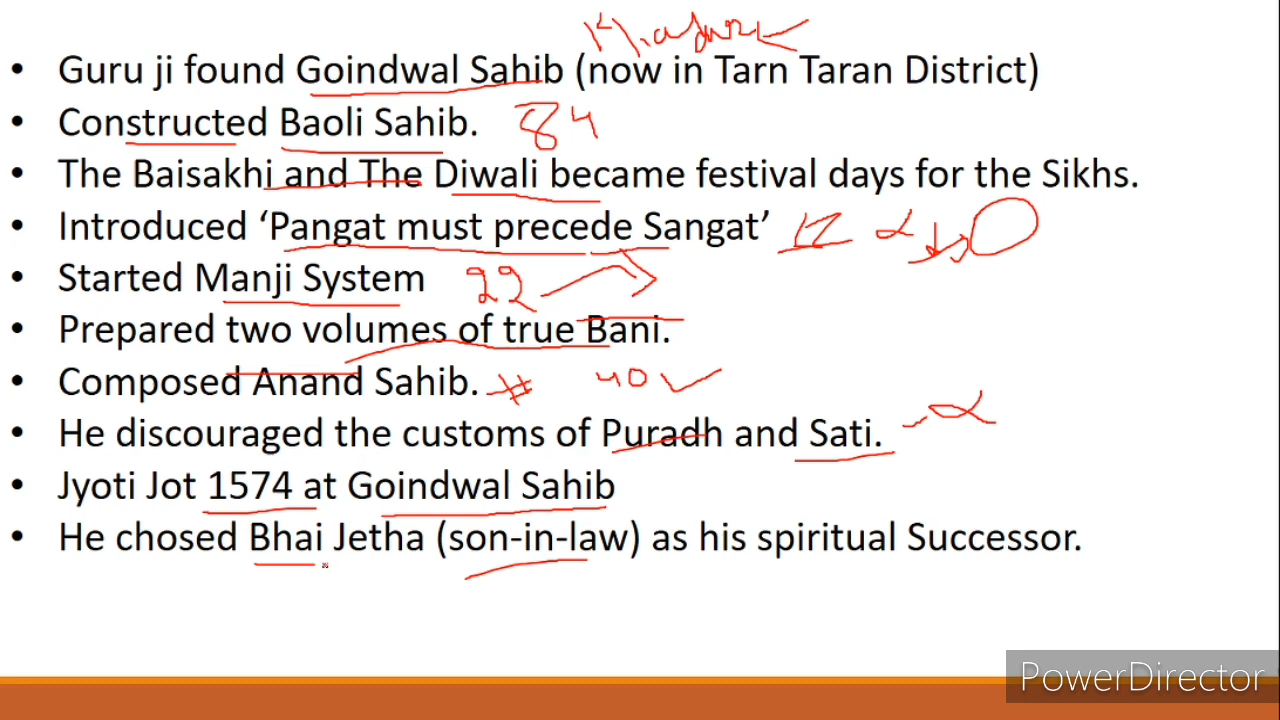 • Guru ji found Goindwal Sahib (now in Tarn Taran District)
• Constructed Baoli Sahib. 84
• The Baisakhi and The Diwali became festival days for the Sikhs.
• Introduced ‘Pangat must precede Sangat’
• Started Manji System 22
• Prepared two volumes of true Bani.
• Composed Anand Sahib. 40
• He discouraged the customs of Puradh and Sati.
• Jyoti Jot 1574 at Goindwal Sahib
• He chosed Bhai Jetha (son-in-law) as his spiritual Successor.
PowerDirector